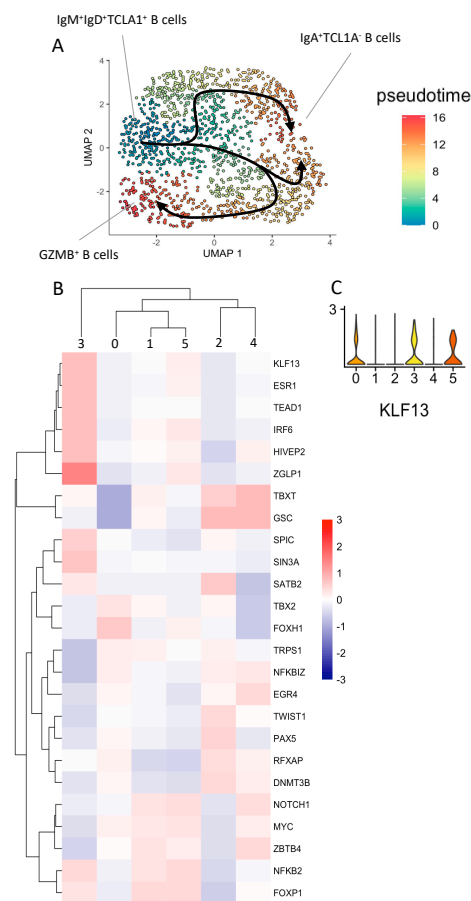 IgM⁺IgD⁺TCLA1⁺ B cells
A
IgA⁺TCL1A⁻ B cells
pseudotime
4
2
0
-2
UMAP 2
-2 0 2 4
UMAP 1
16
12
8
4
0
GZMB⁺ B cells
B
3 0 1 5 2 4
C
3
0 1 2 3 4 5
KLF13
KLF13
ESR1
TEAD1
IRF6
HIVEP2
ZGLP1
TBXT
GSC
SPIC
SIN3A
SATB2
TBX2
FOXH1
TRPS1
NFKBIZ
EGR4
TWIST1
PAX5
RFXAP
DNMT3B
NOTCH1
MYC
ZBTB4
NFKB2
FOXP1
3
2
1
0
-1
-2
-3